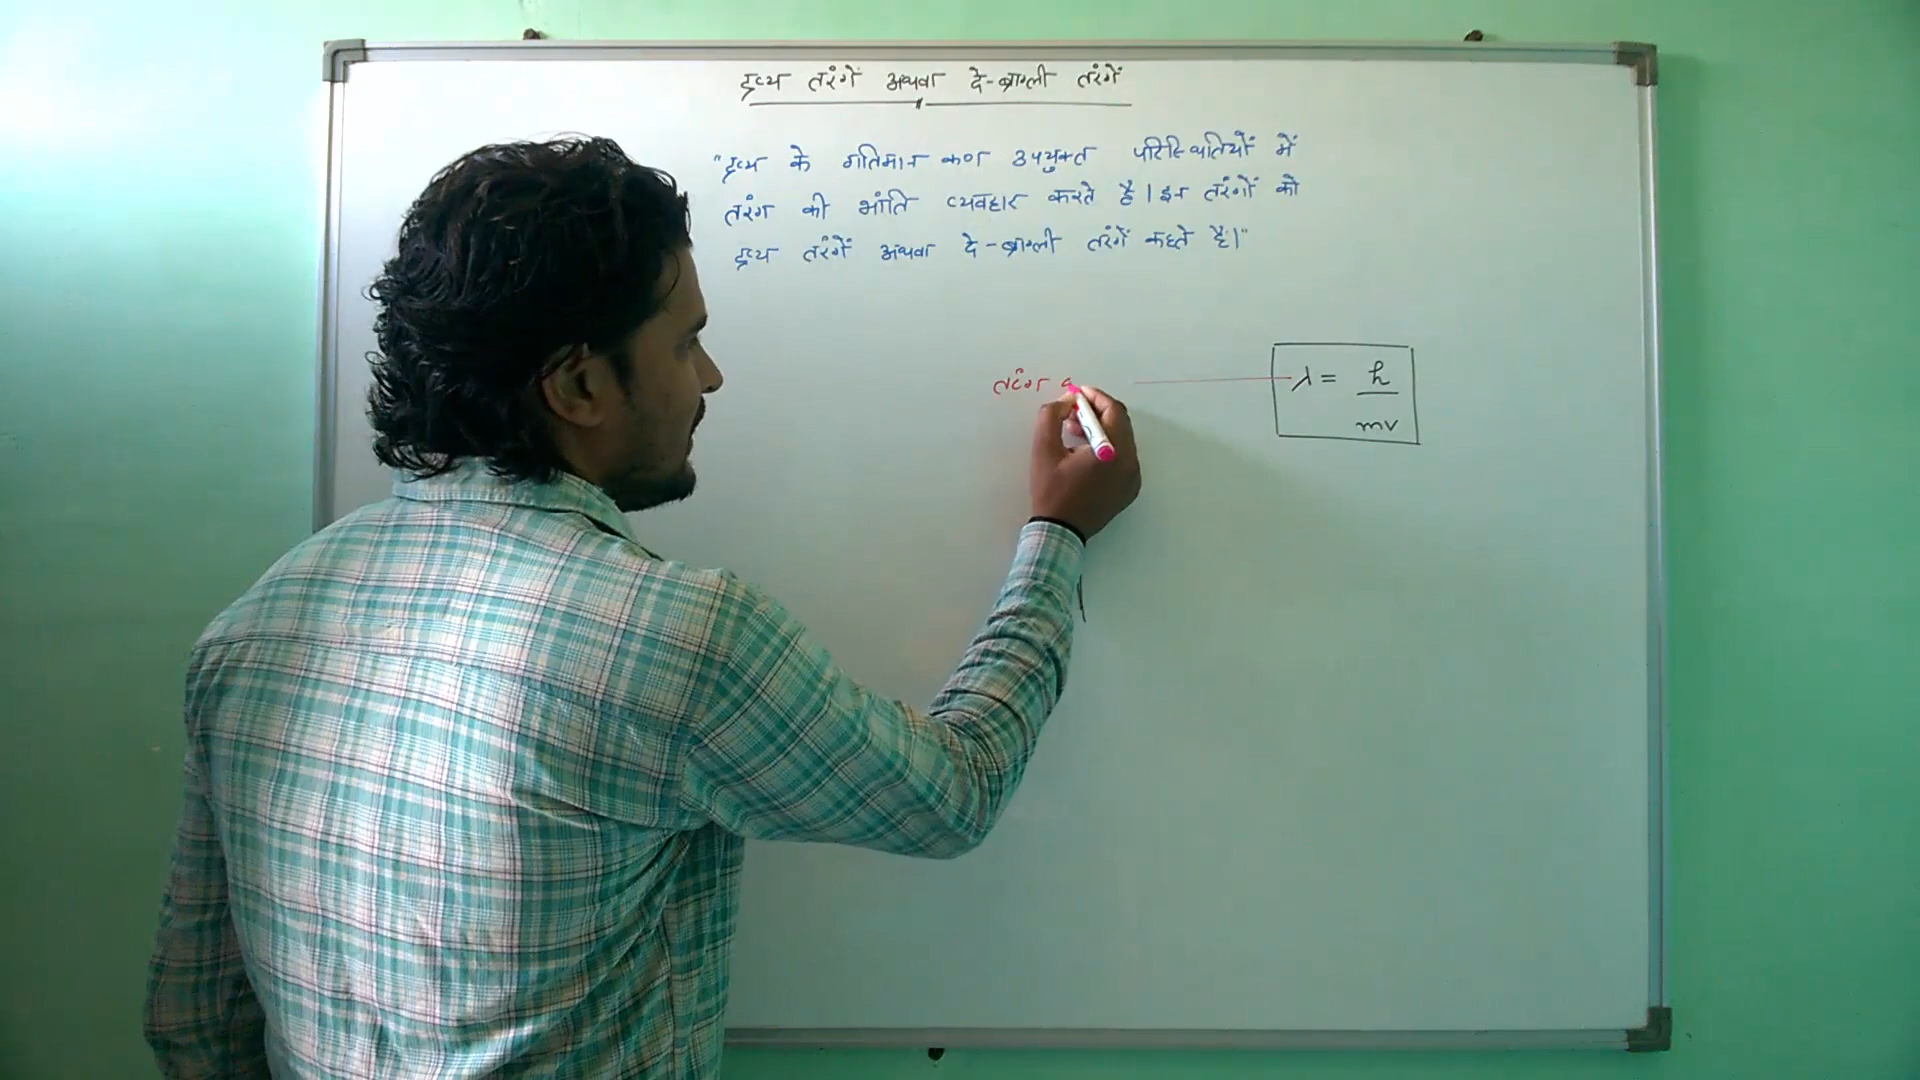 द्रव्य तरंगें अथवा दे-ब्राग्ली तरंगें
"द्रव्य के गतिमान कण उपयुक्त परिस्थितियों में
तरंग की भांति व्यवहार करते है। इन तरंगों को
द्रव्य तरंगें अथवा दे-ब्राग्ली तरंगें कहते है।"
तरंग
λ = h
mv